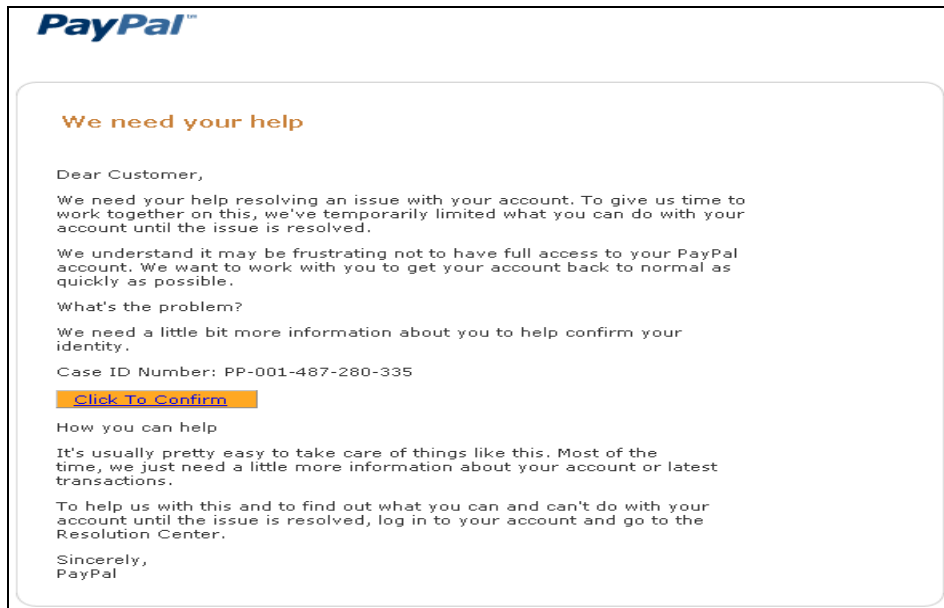 PayPal™
We need your help
Dear Customer,
We need your help resolving an issue with your account. To give us time to
work together on this, we've temporarily limited what you can do with your
account until the issue is resolved.
We understand it may be frustrating not to have full access to your PayPal
account. We want to work with you to get your account back to normal as
quickly as possible.
What's the problem?
We need a little bit more information about you to help confirm your
identity.
Case ID Number: PP-001-487-280-335
Click To Confirm
How you can help
It's usually pretty easy to take care of things like this. Most of the
time, we just need a little more information about your account or latest
transactions.
To help us with this and to find out what you can and can't do with your
account until the issue is resolved, log in to your account and go to the
Resolution Center.
Sincerely,
PayPal